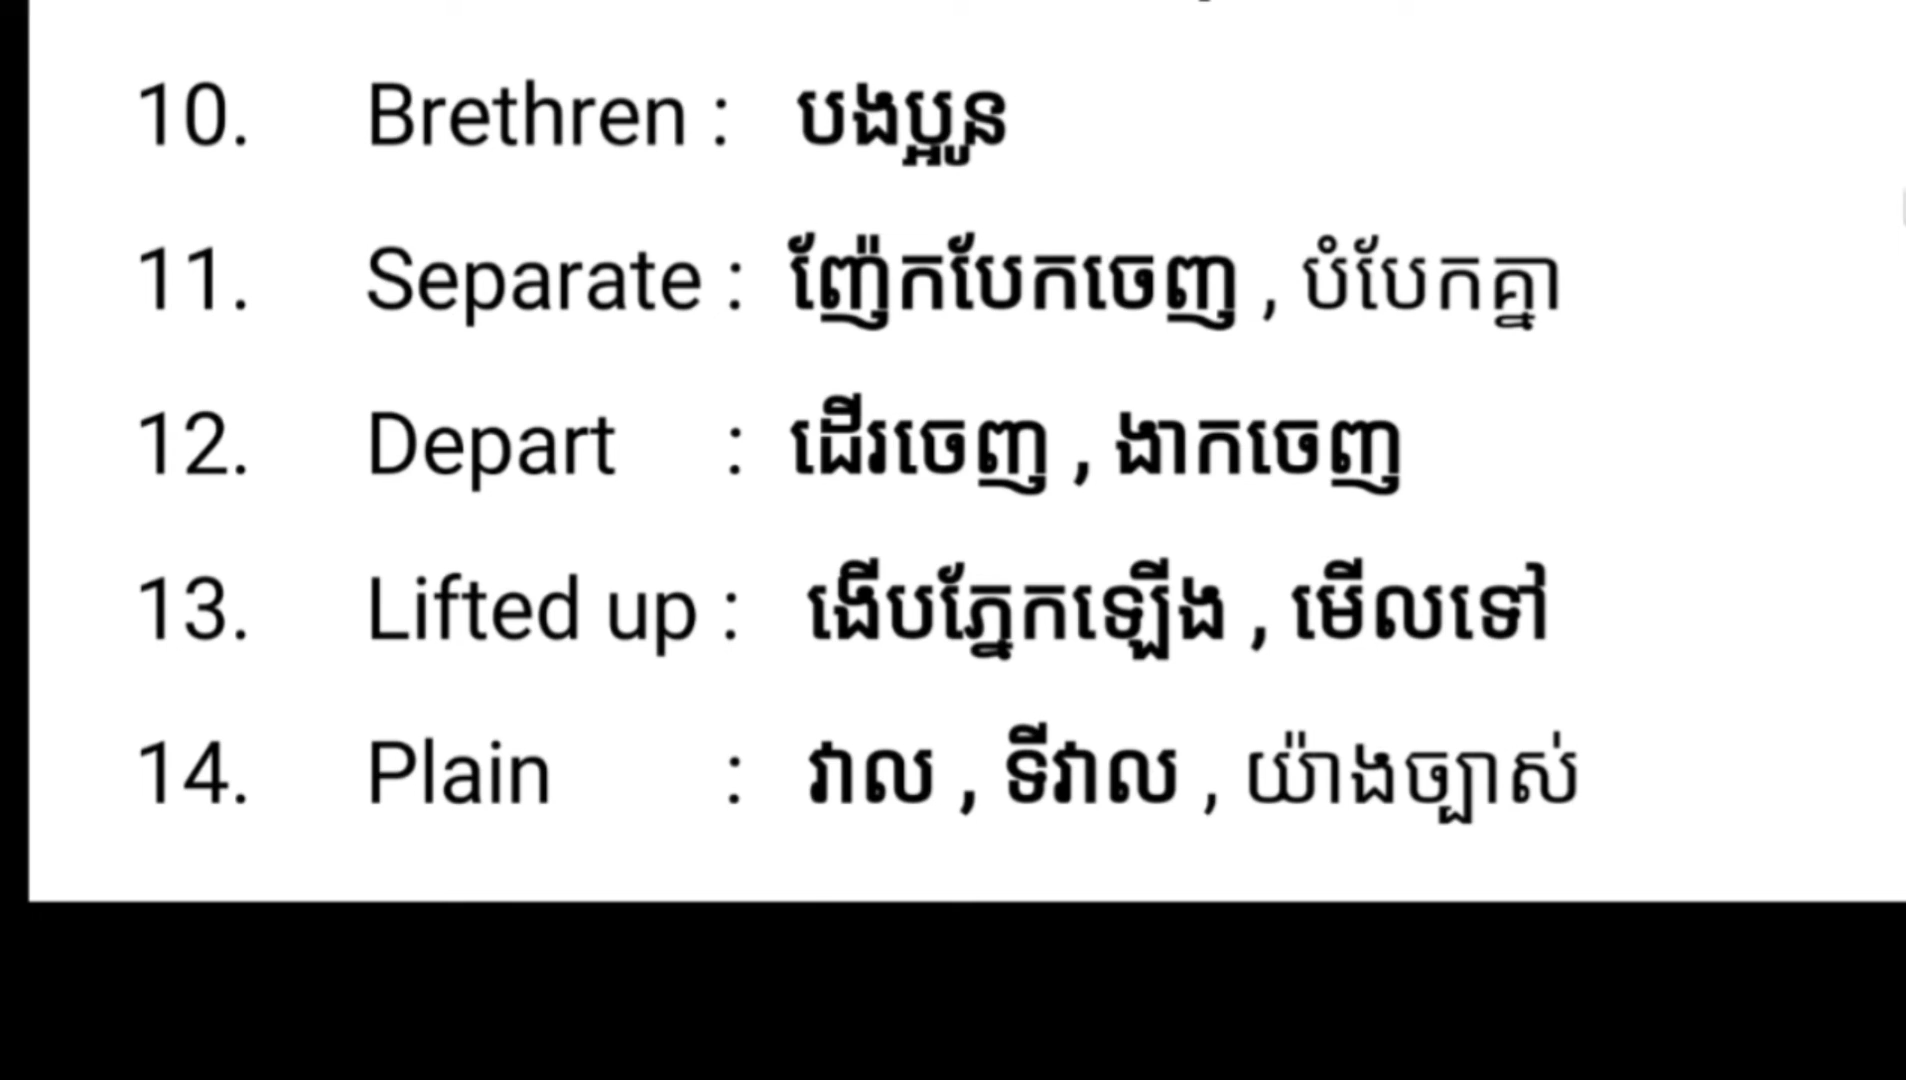 10. Brethren : បងប្អូន
11. Separate : ញ៉ែកបែកចេញ , បំបែកគ្នា
12. Depart : ដើរចេញ , ងាកចេញ
13. Lifted up : ងើបភ្នែកឡើង , មើលទៅ
14. Plain : វាល , ទីវាល , យ៉ាងច្បាស់